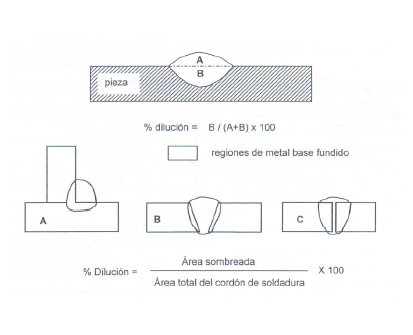 A
B
pieza
% dilución = B / (A+B) x 100
regiones de metal base fundido
A
B
C
% Dilución = Área sombreada X 100
Área total del cordón de soldadura